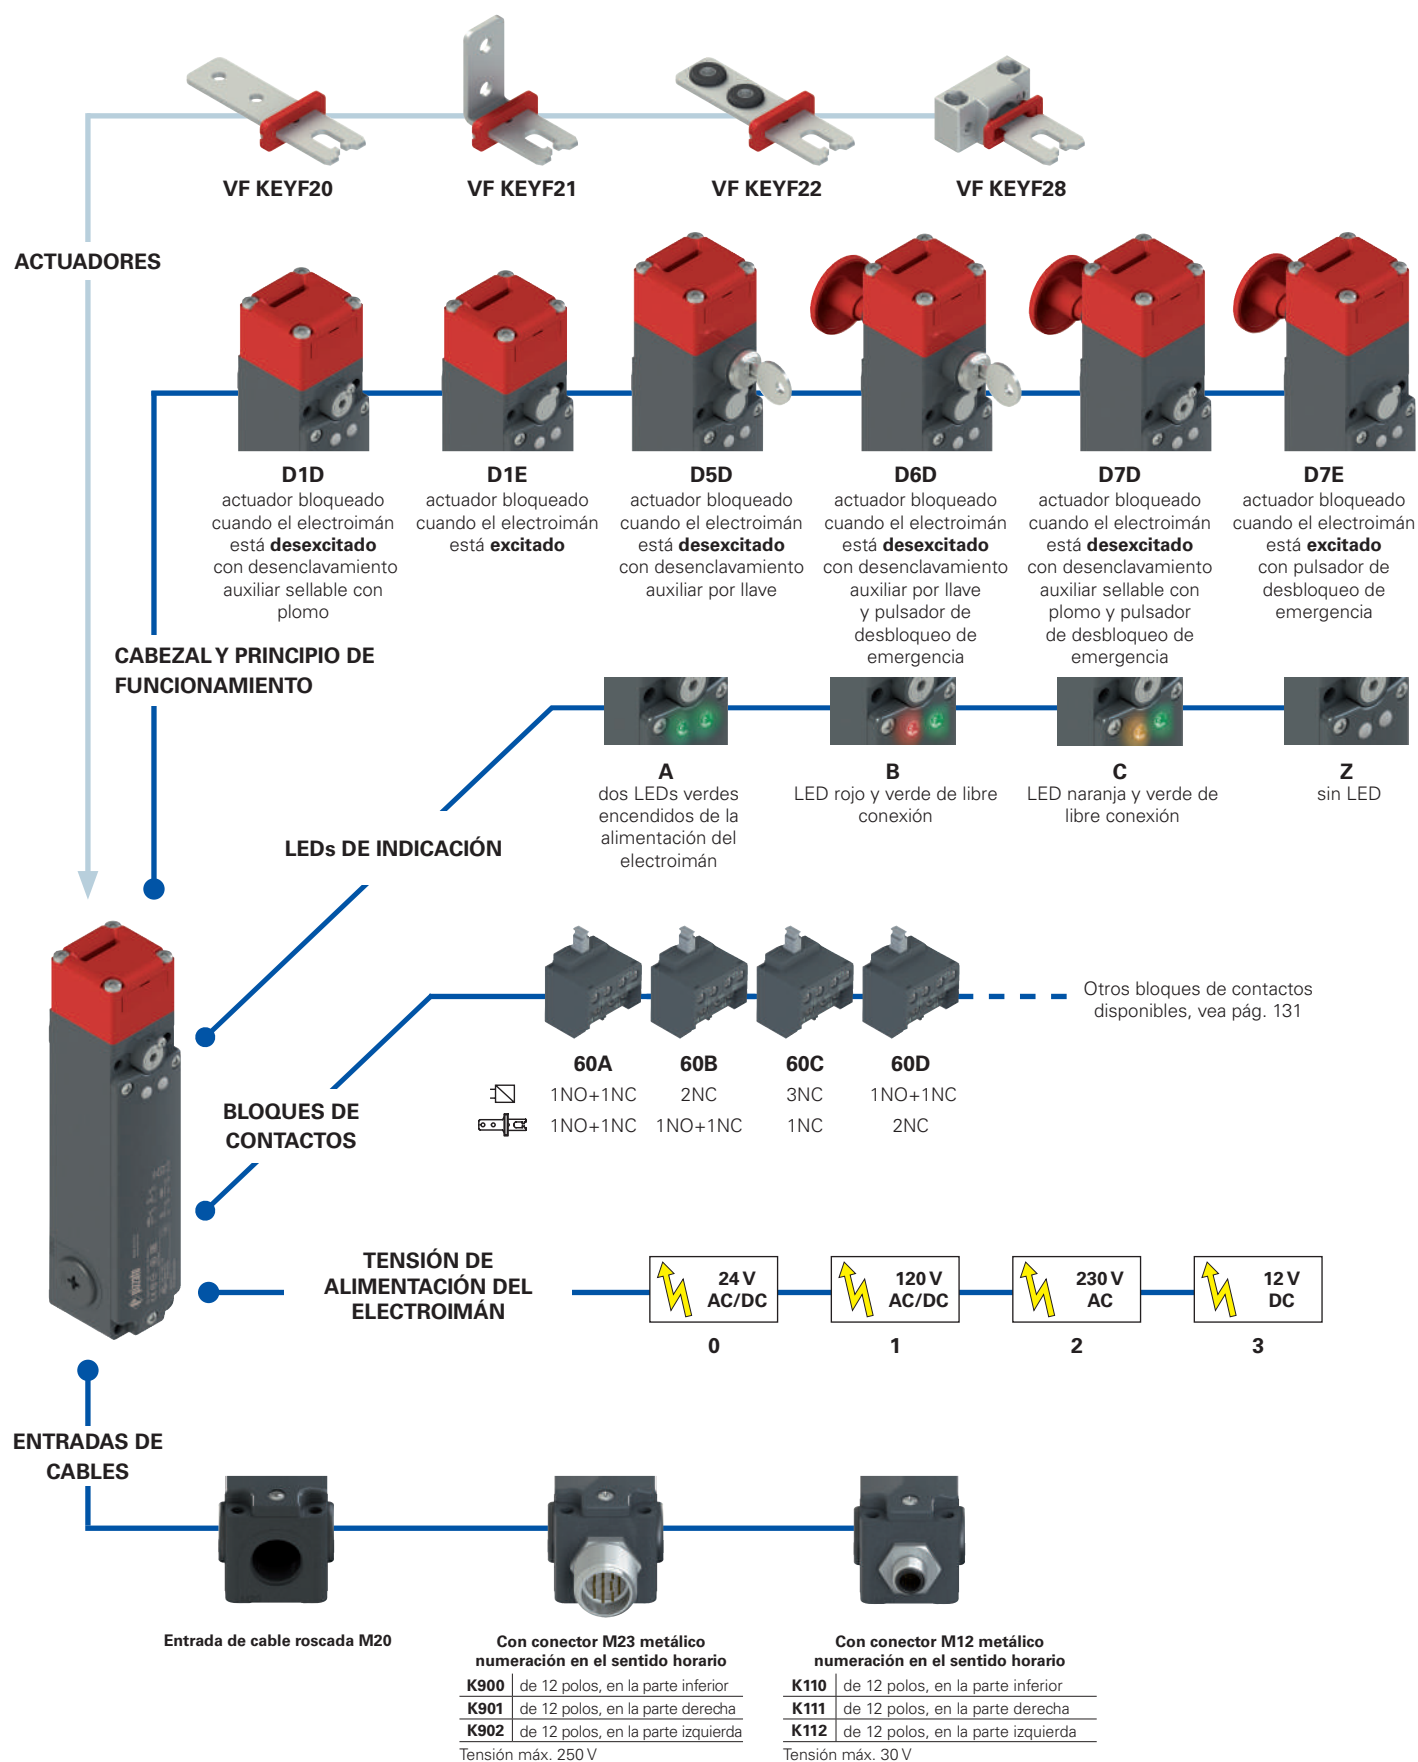 VF KEYF20
VF KEYF21
VF KEYF22
VF KEYF28
ACTUADORES
D1D
actuador bloqueado
cuando el electroimán
está desexcitado
con desenclavamiento
auxiliar sellable con
plomo
D1E
actuador bloqueado
cuando el electroimán
está excitado
D5D
actuador bloqueado
cuando el electroimán
está desexcitado
con desenclavamiento
auxiliar por llave
D6D
actuador bloqueado
cuando el electroimán
está desexcitado
con desenclavamiento
auxiliar por llave
y pulsador de
desbloqueo de
emergencia
D7D
actuador bloqueado
cuando el electroimán
está desexcitado
con desenclavamiento
auxiliar sellable con
plomo y pulsador
de desbloqueo de
emergencia
D7E
actuador bloqueado
cuando el electroimán
está excitado
con pulsador de
desbloqueo de
emergencia
CABEZAL Y PRINCIPIO DE
FUNCIONAMIENTO
A
dos LEDs verdes
encendidos de la
alimentación del
electroimán
B
LED rojo y verde de libre
conexión
C
LED naranja y verde de
libre conexión
Z
sin LED
LEDs DE INDICACIÓN
Otros bloques de contactos
disponibles, vea pág. 131
60A 60B 60C 60D
1NO+1NC 2NC 3NC 1NO+1NC
1NO+1NC 1NO+1NC 1NC 2NC
BLOQUES DE
CONTACTOS
pizzato
TENSIÓN DE
ALIMENTACIÓN DEL
ELECTROIMÁN
24 V
AC/DC
0
120 V
AC/DC
1
230 V
AC
2
12 V
DC
3
ENTRADAS DE
CABLES
Entrada de cable roscada M20
Con conector M23 metálico
numeración en el sentido horario
K900 de 12 polos, en la parte inferior
K901 de 12 polos, en la parte derecha
K902 de 12 polos, en la parte izquierda
Tensión máx. 250 V
Con conector M12 metálico
numeración en el sentido horario
K110 de 12 polos, en la parte inferior
K111 de 12 polos, en la parte derecha
K112 de 12 polos, en la parte izquierda
Tensión máx. 30 V